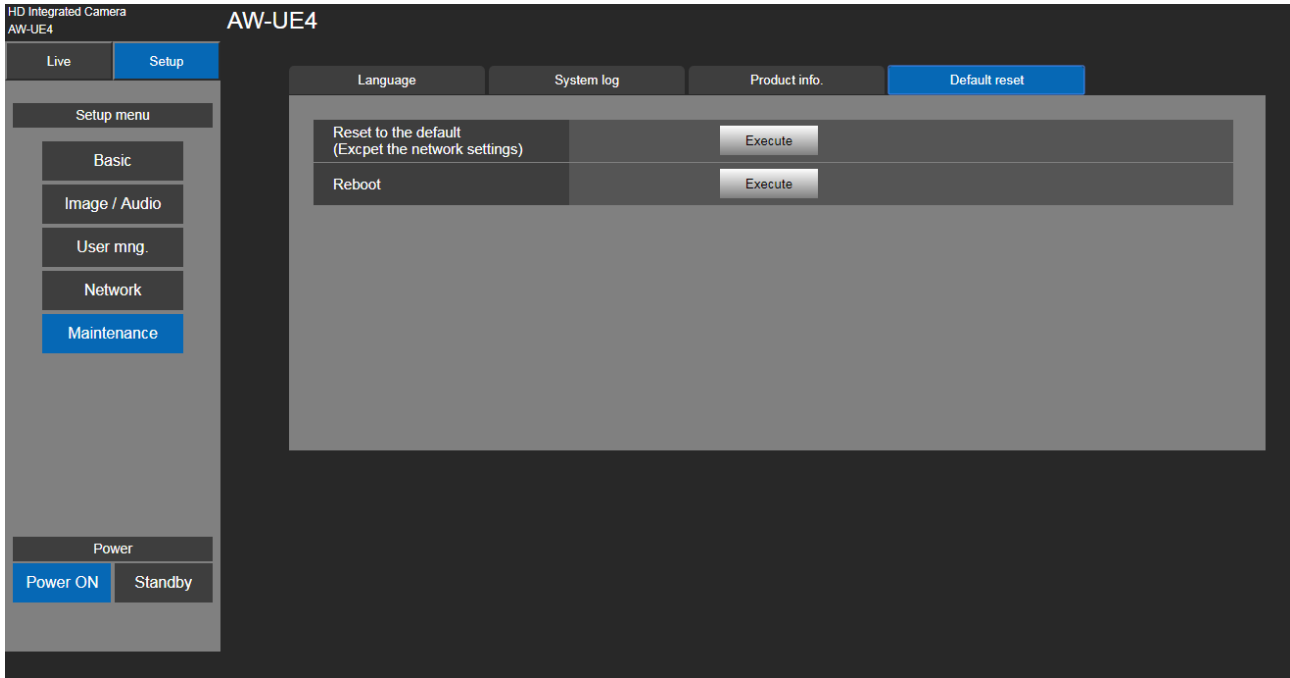 HD Integrated Camera
AW-UE4
AW-UE4
Live
Setup
Language
System log
Product info.
Default reset
Setup menu
Basic
Image / Audio
User mng.
Network
Maintenance
Reset to the default
(Excpet the network settings)
Execute
Reboot
Execute
Power
Power ON
Standby